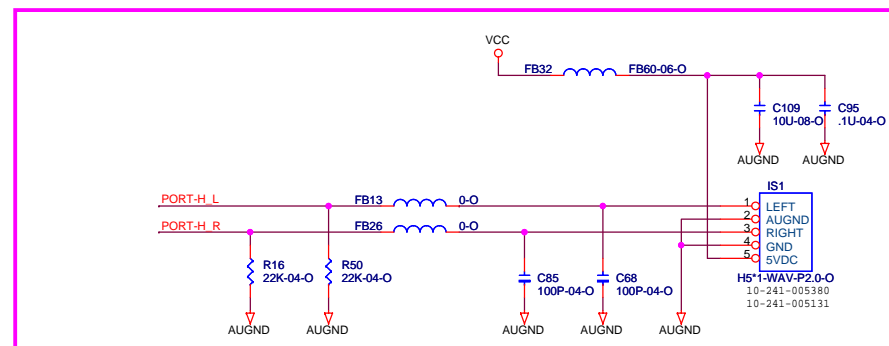 VCC
FB32 FB60-06-O
C109 10U-08-O
C95 .1U-04-O
AUGND AUGND
IS1
PORT-H_L FB13 0-O 1 LEFT
2 AUGND
PORT-H_R FB26 0-O 3 RIGHT
4 GND
5 5VDC
R16 22K-04-O
R50 22K-04-O
C85 100P-04-O
C68 100P-04-O
H5*1-WAV-P2.0-O
10-241-005380
10-241-005131
AUGND AUGND AUGND AUGND AUGND